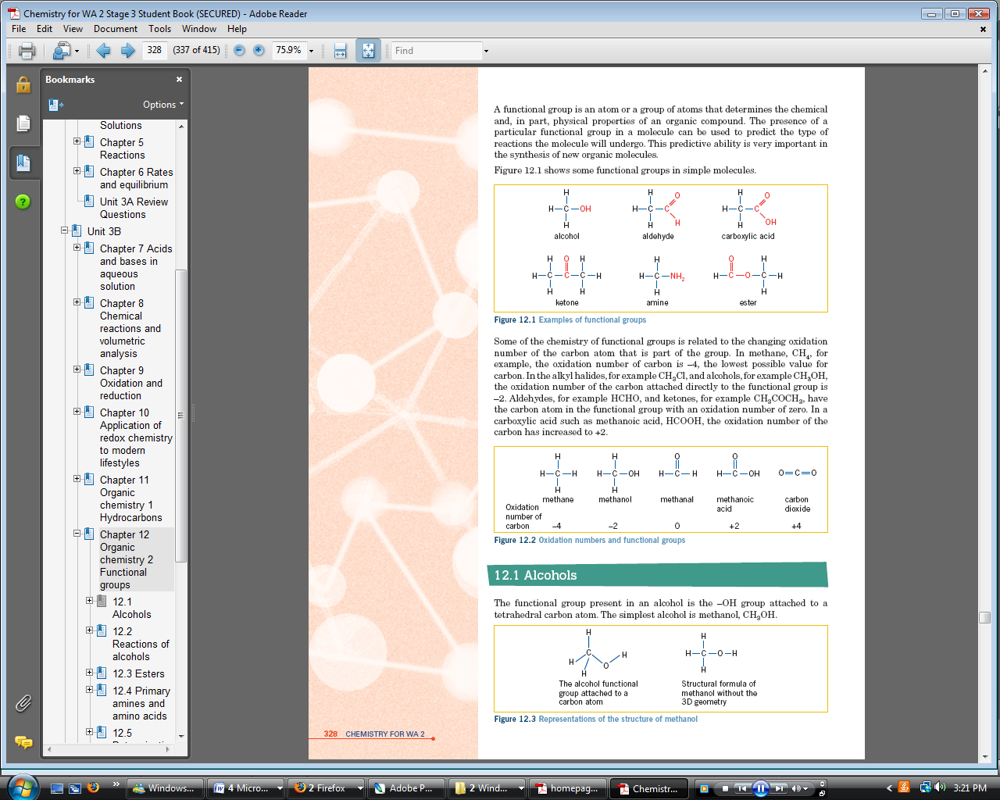 Chemistry for WA 2 Stage 3 Student Book (SECURED) - Adobe Reader
File Edit View Document Tools Window Help
328 (337 of 415) 75.9% Find
Bookmarks
Options
Solutions
Chapter 5
Reactions
Chapter 6 Rates
and equilibrium
Unit 3A Review
Questions
Unit 3B
Chapter 7 Acids
and bases in
aqueous
solution
Chapter 8
Chemical
reactions and
volumetric
analysis
Chapter 9
Oxidation and
reduction
Chapter 10
Application of
redox chemistry
to modern
lifestyles
Chapter 11
Organic
chemistry 1
Hydrocarbons
Chapter 12
Organic
chemistry 2
Functional
groups
12.1
Alcohols
12.2
Reactions of
alcohols
12.3 Esters
12.4 Primary
amines and
amino acids
12.5
A functional group is an atom or a group of atoms that determines the chemical
and, in part, physical properties of an organic compound. The presence of a
particular functional group in a molecule can be used to predict the type of
reactions the molecule will undergo. This predictive ability is very important in
the synthesis of new organic molecules.
Figure 12.1 shows some functional groups in simple molecules.
H H O H O
H—C—OH H—C—C H—C—C
H H H H OH
alcohol aldehyde carboxylic acid
H O H H O H
H—C—C—C—H H—C—NH₂ H—C—O—C—H
H H H H
ketone amine ester
Figure 12.1 Examples of functional groups
Some of the chemistry of functional groups is related to the changing oxidation
number of the carbon atom that is part of the group. In methane, CH₄, for
example, the oxidation number of carbon is –4, the lowest possible value for
carbon. In the alkyl halides, for example CH₃Cl, and alcohols, for example CH₃OH,
the oxidation number of the carbon attached directly to the functional group is
–2. Aldehydes, for example HCHO, and ketones, for example CH₃COCH₃, have
the carbon atom in the functional group with an oxidation number of zero. In a
carboxylic acid such as methanoic acid, HCOOH, the oxidation number of the
carbon has increased to +2.
H H O O
H—C—H H—C—OH H—C—H H—C—OH O=C=O
H H
methane methanol methanal methanoic acid carbon dioxide
Oxidation
number of
carbon –4 –2 0 +2 +4
Figure 12.2 Oxidation numbers and functional groups
12.1 Alcohols
The functional group present in an alcohol is the –OH group attached to a
tetrahedral carbon atom. The simplest alcohol is methanol, CH₃OH.
H H
C H H—C—O—H
H O
H H
The alcohol functional
group attached to a
carbon atom
Structural formula of
methanol without the
3D geometry
Figure 12.3 Representations of the structure of methanol
328 CHEMISTRY FOR WA 2
Windows... 4 Micro... 2 Firefox Adobe P... 2 Wind... homepag... Chemistr... 3:21 PM